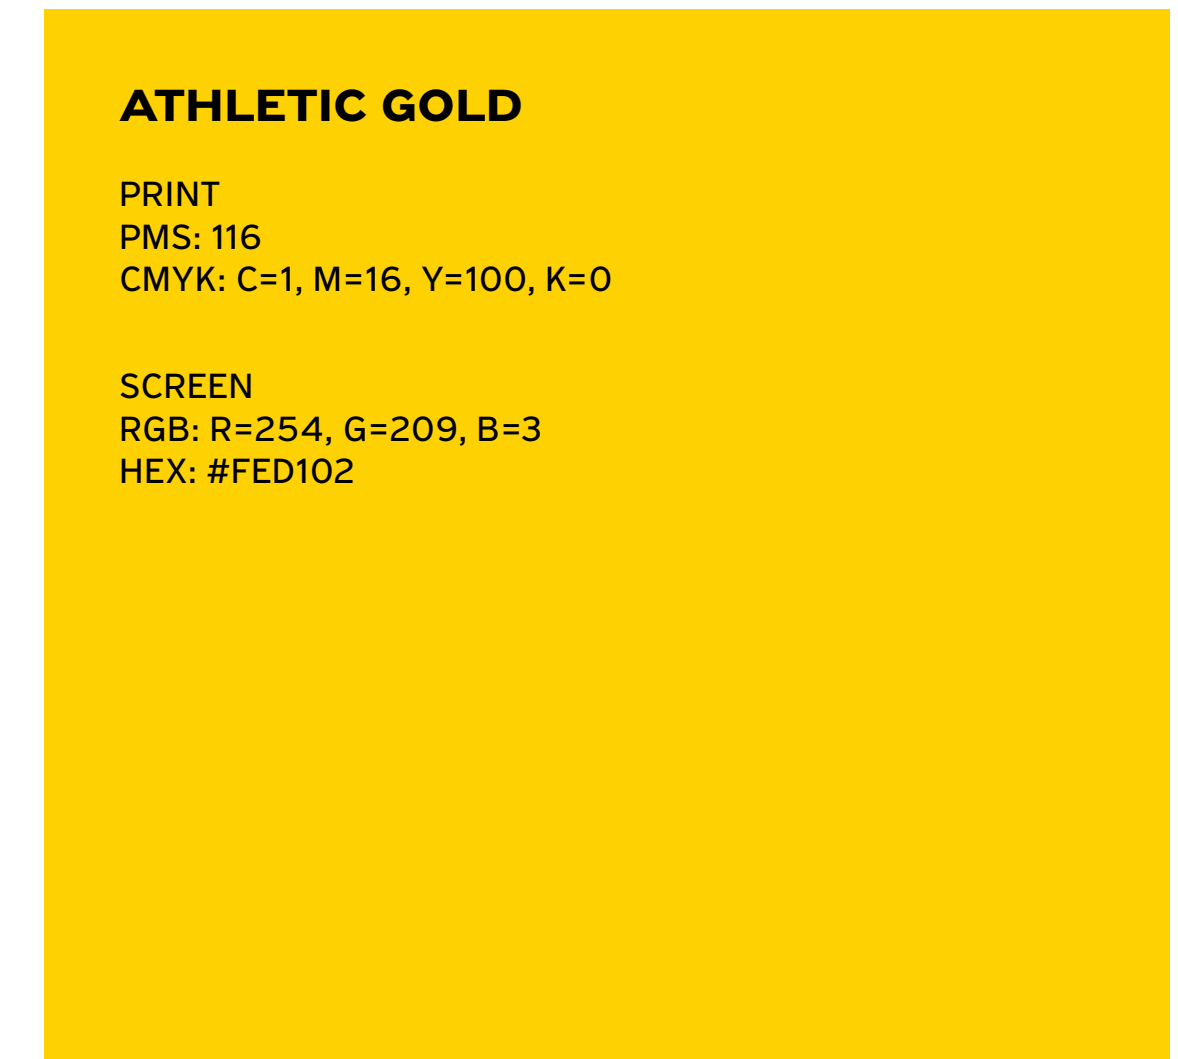 ATHLETIC GOLD
PRINT
PMS: 116
CMYK: C=1, M=16, Y=100, K=0
SCREEN
RGB: R=254, G=209, B=3
HEX: #FED102